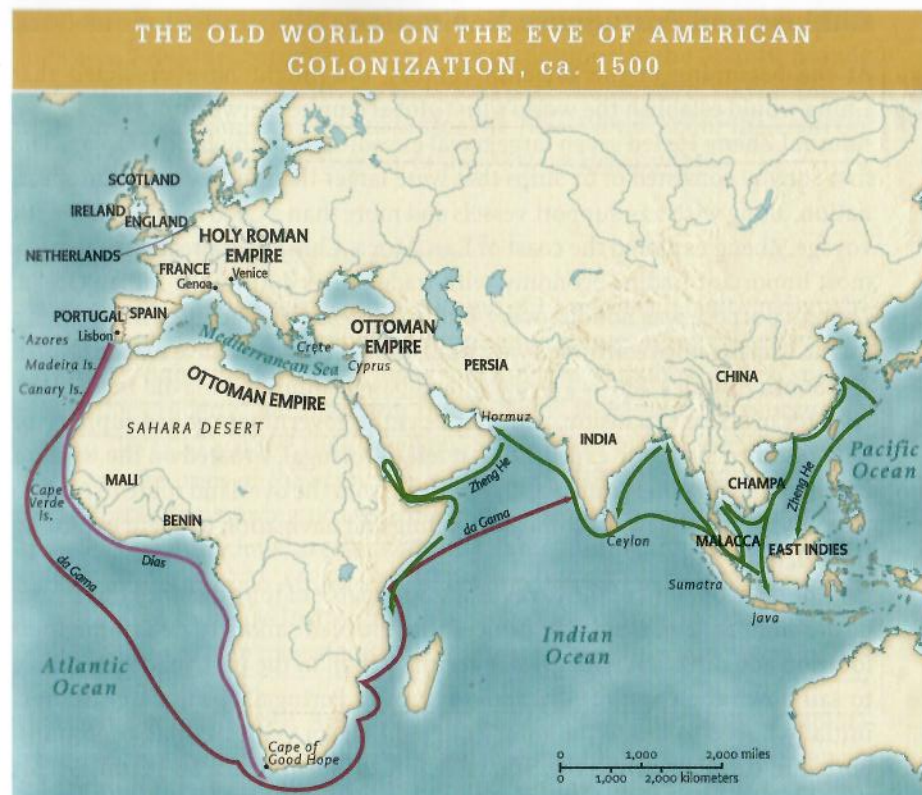 THE OLD WORLD ON THE EVE OF AMERICAN
COLONIZATION, ca. 1500
SCOTLAND
IRELAND
ENGLAND
NETHERLANDS
HOLY ROMAN
EMPIRE
FRANCE
Genoa
Venice
PORTUGAL
SPAIN
Lisbon
Azores
Madeira Is.
Canary Is.
Mediterranean Sea
Crete
Cyprus
OTTOMAN
EMPIRE
OTTOMAN EMPIRE
PERSIA
CHINA
Hormuz
SAHARA DESERT
INDIA
Pacific
Ocean
MALI
Zheng He
Zheng He
CHAMPA
Cape
Verde
Is.
BENIN
da Gama
Ceylon
MALACCA
EAST INDIES
Dias
da Gama
Sumatra
Java
Indian
Ocean
Atlantic
Ocean
Cape of
Good Hope
0 1,000 2,000 miles
0 1,000 2,000 kilometers